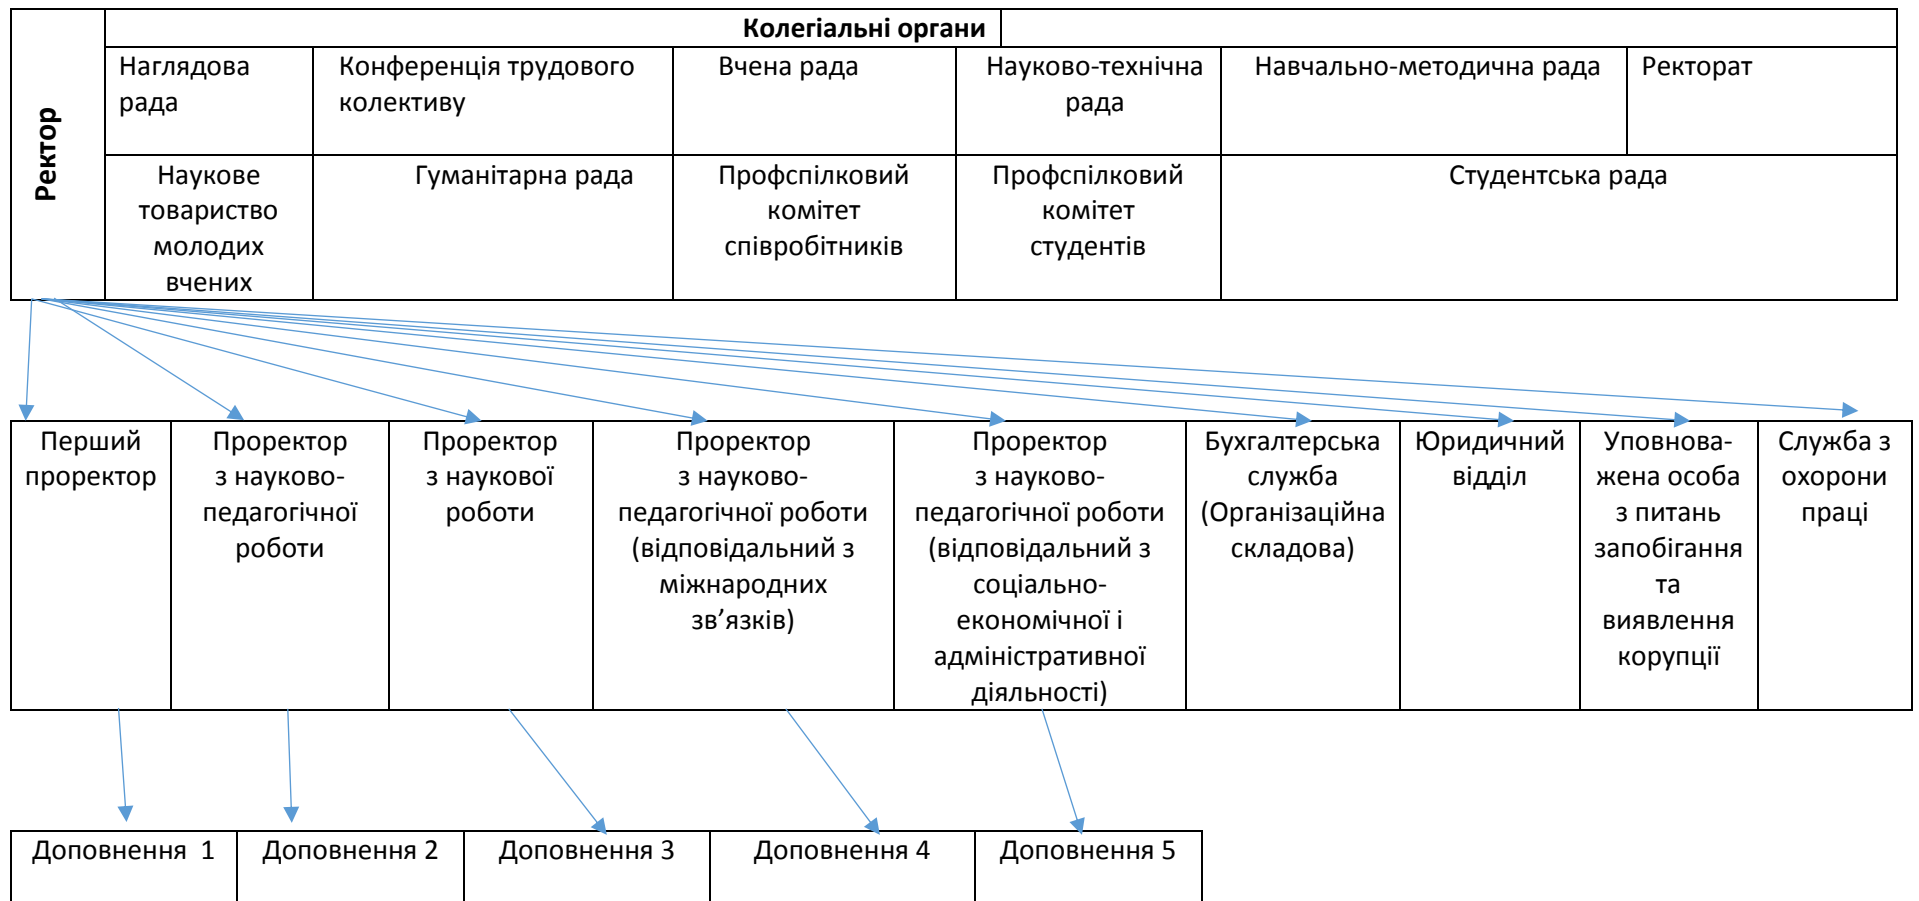 Колегіальні органи
Ректор
Наглядова
рада
Конференція трудового
колективу
Вчена рада
Науково-технічна
рада
Навчально-методична рада
Ректорат
Наукове
товариство
молодих
вчених
Гуманітарна рада
Профспілковий
комітет
співробітників
Профспілковий
комітет
студентів
Студентська рада
Перший
проректор
Проректор
з науково-
педагогічної
роботи
Проректор
з наукової
роботи
Проректор
з науково-
педагогічної роботи
(відповідальний з
міжнародних
зв’язків)
Проректор
з науково-
педагогічної роботи
(відповідальний з
соціально-
економічної і
адміністративної
діяльності)
Бухгалтерська
служба
(Організаційна
складова)
Юридичний
відділ
Уповнова-
жена особа
з питань
запобігання
та
виявлення
корупції
Служба з
охорони
праці
Доповнення 1
Доповнення 2
Доповнення 3
Доповнення 4
Доповнення 5